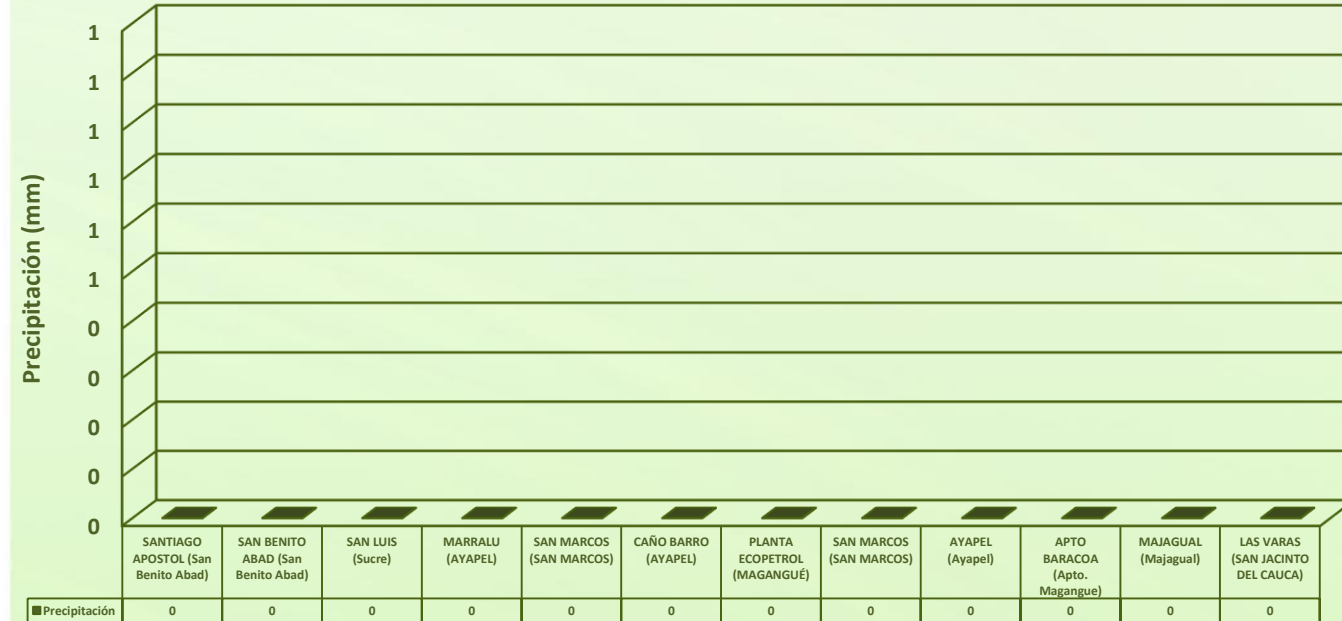 Precipitación (mm)
1
1
1
1
1
1
0
0
0
0
0
SANTIAGO
APOSTOL (San
Benito Abad)
SAN BENITO
ABAD (San
Benito Abad)
SAN LUIS
(Sucre)
MARRALU
(AYAPEL)
SAN MARCOS
(SAN MARCOS)
CAÑO BARRO
(AYAPEL)
PLANTA
ECOPETROL
(MAGANGUÉ)
SAN MARCOS
(SAN MARCOS)
AYAPEL
(Ayapel)
APTO
BARACOA
(Apto.
Magangue)
MAJAGUAL
(Majagual)
LAS VARAS
(SAN JACINTO
DEL CAUCA)
Precipitación 0 0 0 0 0 0 0 0 0 0 0 0